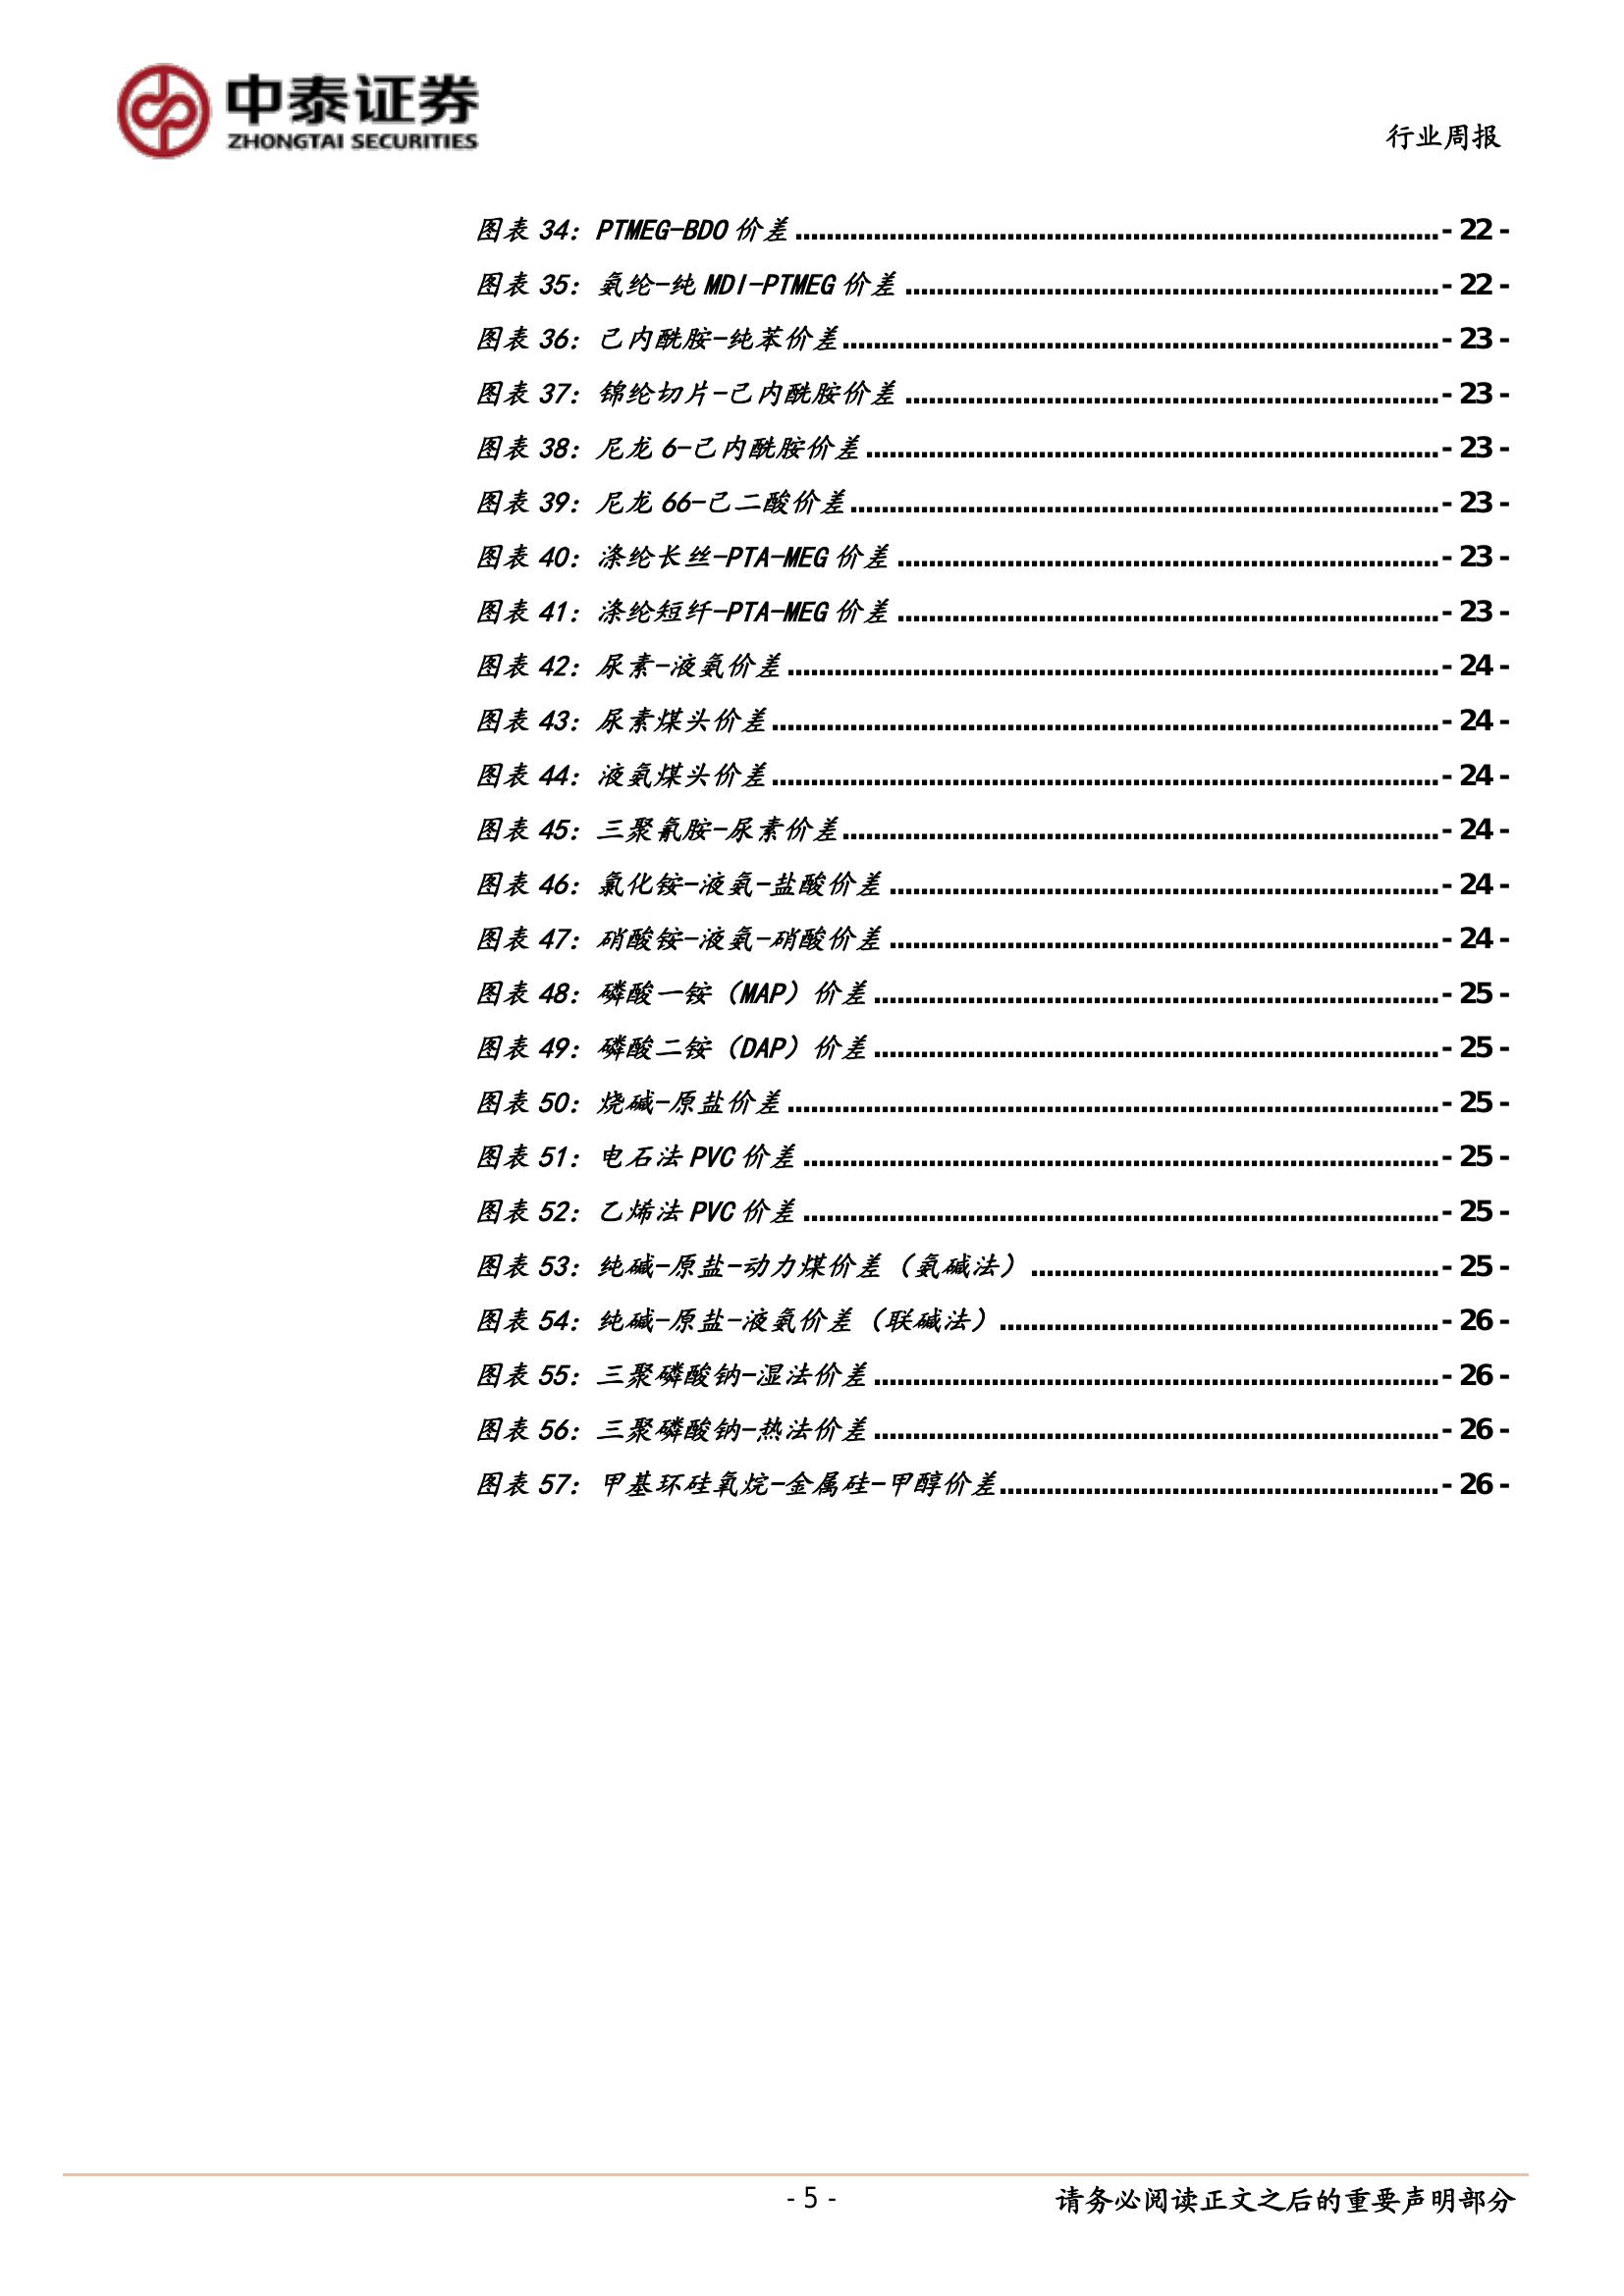 中泰证券
ZHONGTAI SECURITIES
行业周报
图表 34：PTMEG-BDO 价差 - 22 -
图表 35：氨纶-纯 MDI-PTMEG 价差 - 22 -
图表 36：己内酰胺-纯苯价差 - 23 -
图表 37：锦纶切片-己内酰胺价差 - 23 -
图表 38：尼龙 6-己内酰胺价差 - 23 -
图表 39：尼龙 66-己二酸价差 - 23 -
图表 40：涤纶长丝-PTA-MEG 价差 - 23 -
图表 41：涤纶短纤-PTA-MEG 价差 - 23 -
图表 42：尿素-液氨价差 - 24 -
图表 43：尿素煤头价差 - 24 -
图表 44：液氨煤头价差 - 24 -
图表 45：三聚氰胺-尿素价差 - 24 -
图表 46：氯化铵-液氨-盐酸价差 - 24 -
图表 47：硝酸铵-液氨-硝酸价差 - 24 -
图表 48：磷酸一铵（MAP）价差 - 25 -
图表 49：磷酸二铵（DAP）价差 - 25 -
图表 50：烧碱-原盐价差 - 25 -
图表 51：电石法 PVC 价差 - 25 -
图表 52：乙烯法 PVC 价差 - 25 -
图表 53：纯碱-原盐-动力煤价差（氨碱法） - 25 -
图表 54：纯碱-原盐-液氨价差（联碱法） - 26 -
图表 55：三聚磷酸钠-湿法价差 - 26 -
图表 56：三聚磷酸钠-热法价差 - 26 -
图表 57：甲基环硅氧烷-金属硅-甲醇价差 - 26 -
- 5 -
请务必阅读正文之后的重要声明部分